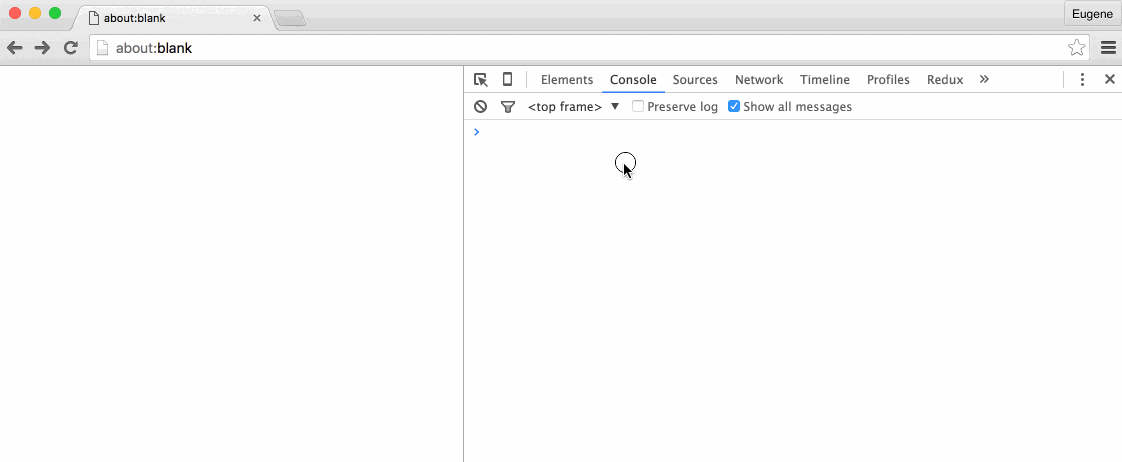 about:blank
Eugene
about:blank
Elements Console Sources Network Timeline Profiles Redux
<top frame> Preserve log Show all messages